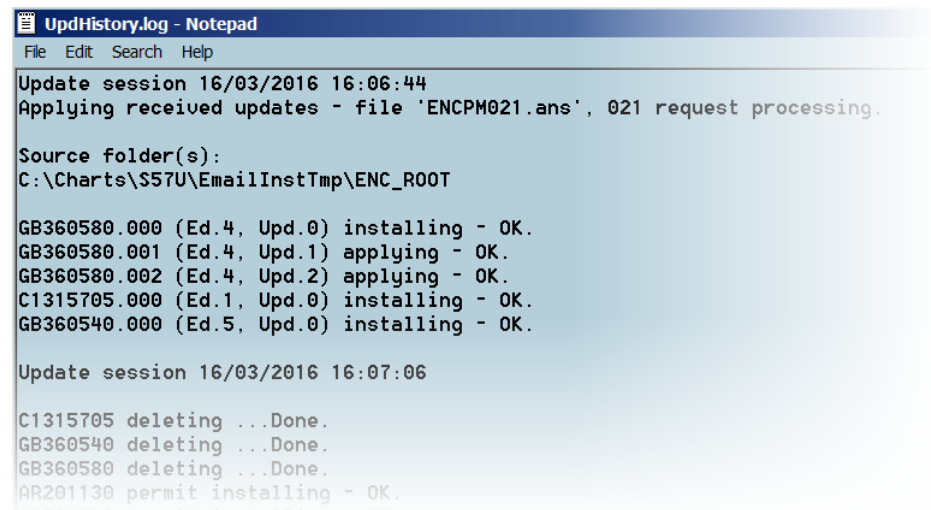 UpdHistory.log - Notepad
File Edit Search Help
Update session 16/03/2016 16:06:44
Applying received updates - file 'ENCPM021.ans', 021 request processing.
Source folder(s):
C:\Charts\S57U\EmailInstTmp\ENC_ROOT
GB360580.000 (Ed.4, Upd.0) installing - OK.
GB360580.001 (Ed.4, Upd.1) applying - OK.
GB360580.002 (Ed.4, Upd.2) applying - OK.
C1315705.000 (Ed.1, Upd.0) installing - OK.
GB360540.000 (Ed.5, Upd.0) installing - OK.
Update session 16/03/2016 16:07:06
C1315705 deleting ...Done.
GB360540 deleting ...Done.
GB360580 deleting ...Done.
AR201130 permit installing - OK.